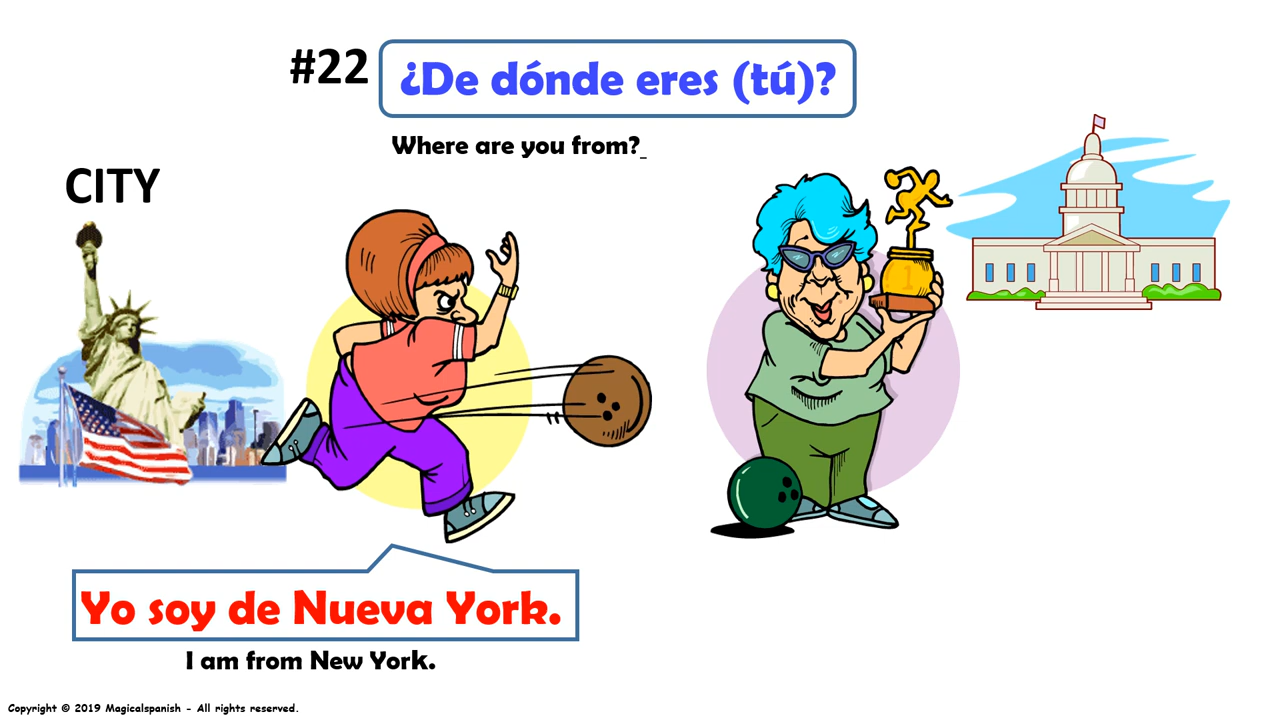 #22 ¿De dónde eres (tú)?
Where are you from?
CITY
1
Yo soy de Nueva York.
I am from New York.
Copyright © 2019 Magicalspanish - All rights reserved.